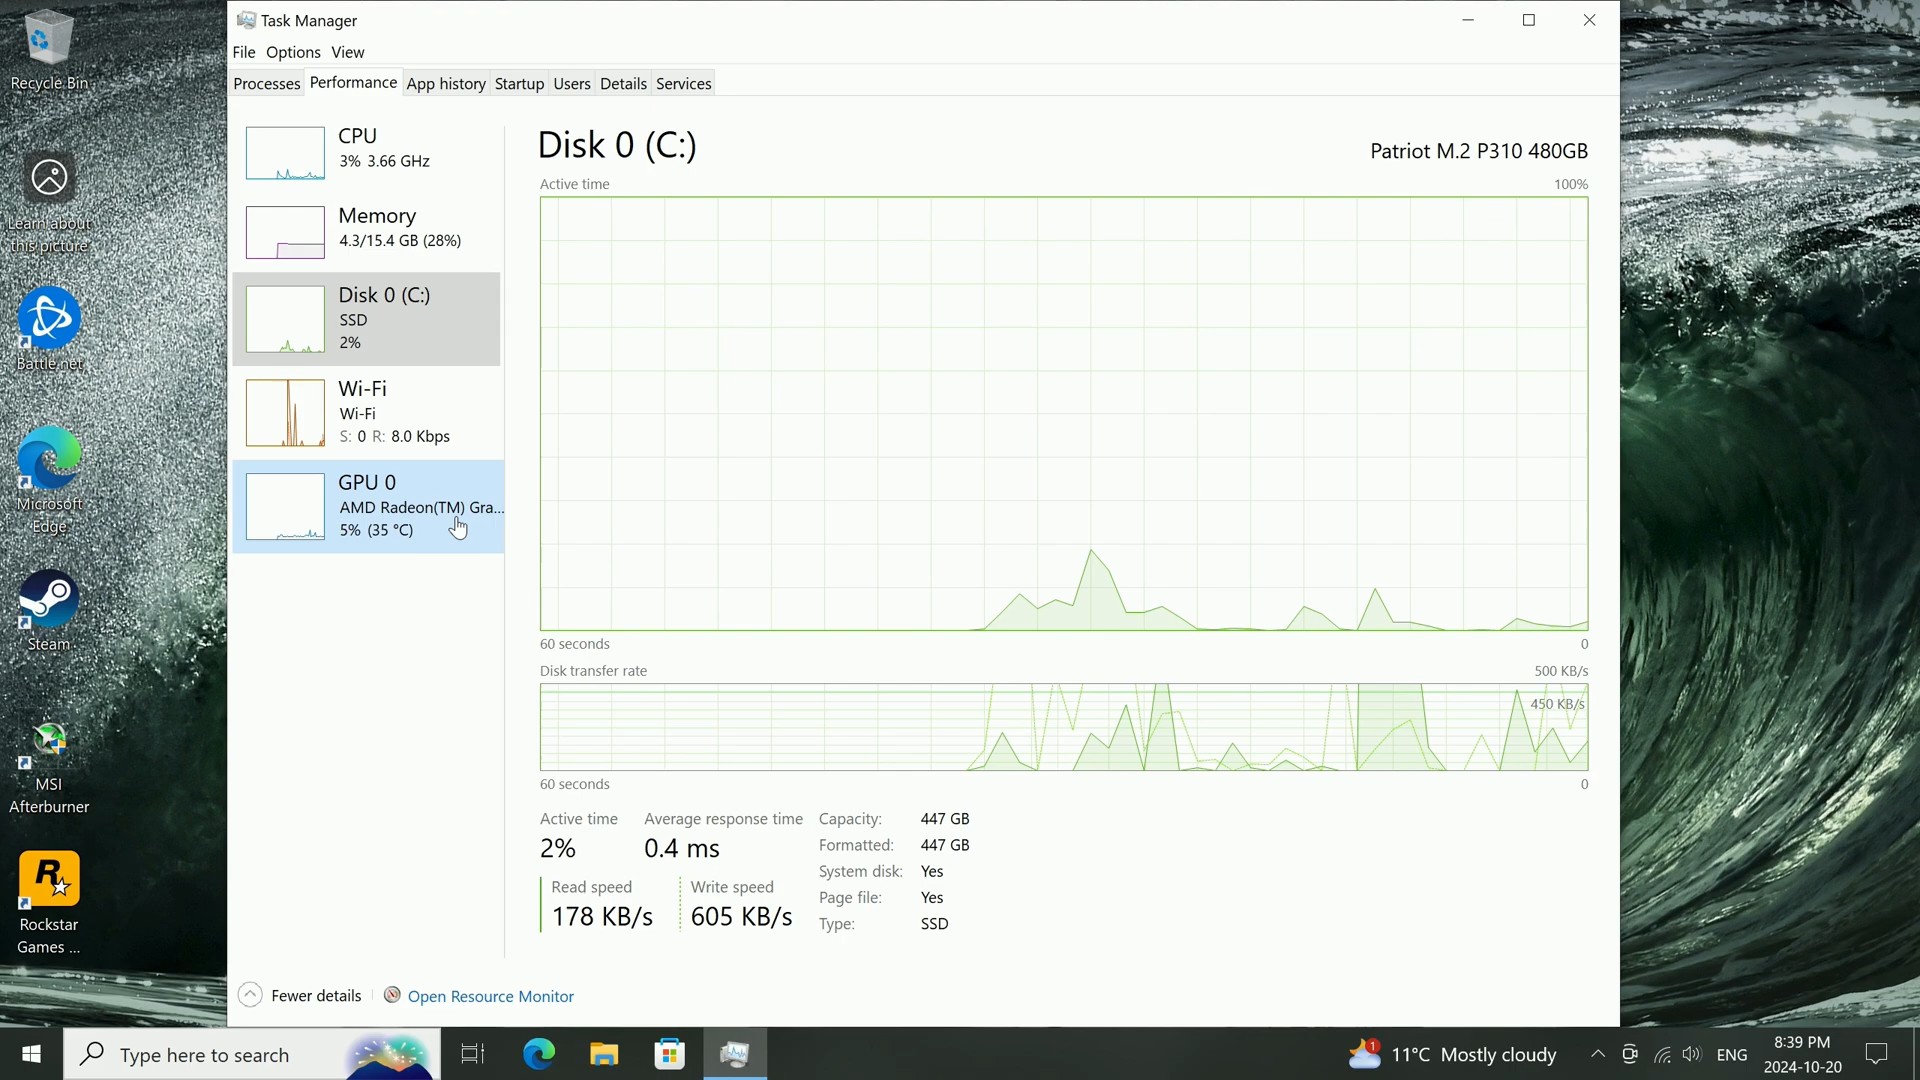 Recycle Bin
Learn about
this picture
Battle.net
Microsoft
Edge
Steam
MSI
Afterburner
Rockstar
Games ...
Task Manager
File Options View
Processes Performance App history Startup Users Details Services
CPU
3% 3.66 GHz
Memory
4.3/15.4 GB (28%)
Disk 0 (C:)
SSD
2%
Wi-Fi
Wi-Fi
S: 0 R: 8.0 Kbps
GPU 0
AMD Radeon(TM) Gra...
5% (35 °C)
Disk 0 (C:)
Patriot M.2 P310 480GB
Active time 100%
60 seconds 0
Disk transfer rate 500 KB/s
450 KB/s
60 seconds 0
Active time
2%
Average response time
0.4 ms
Read speed
178 KB/s
Write speed
605 KB/s
Capacity: 447 GB
Formatted: 447 GB
System disk: Yes
Page file: Yes
Type: SSD
Fewer details
Open Resource Monitor
Type here to search
1
11°C Mostly cloudy
ENG
8:39 PM
2024-10-20